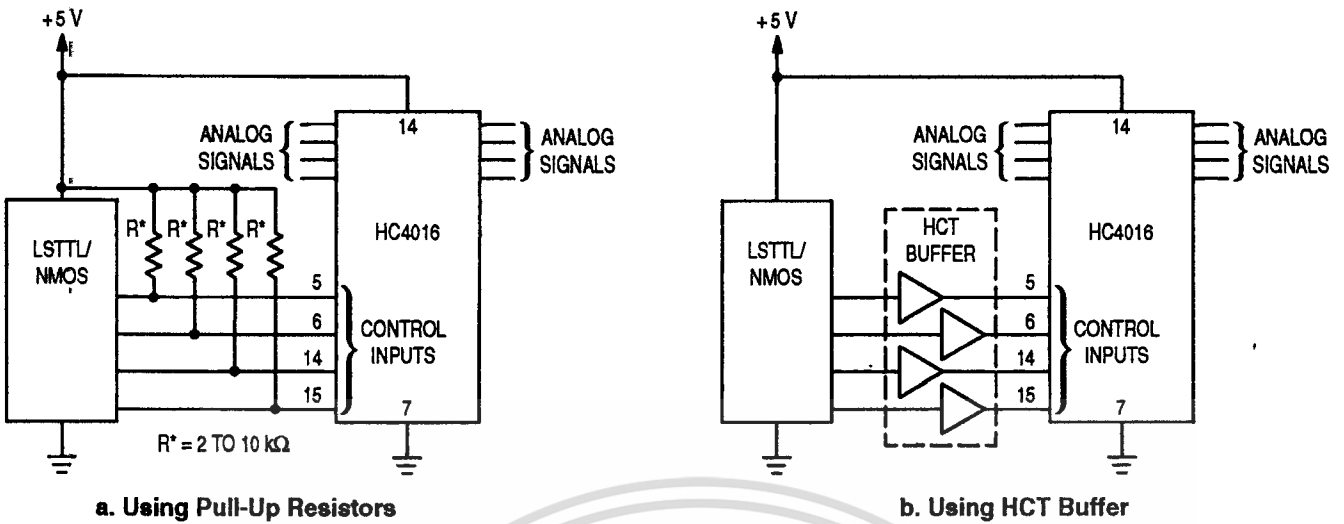 +5 V
14
ANALOG
SIGNALS
ANALOG
SIGNALS
R* R* R* R*
HC4016
LSTTL/
NMOS
5
6
14
15
CONTROL
INPUTS
7
R* = 2 TO 10 kΩ
a. Using Pull-Up Resistors
+5 V
14
ANALOG
SIGNALS
ANALOG
SIGNALS
HC4016
LSTTL/
NMOS
HCT
BUFFER
5
6
14
15
CONTROL
INPUTS
7
b. Using HCT Buffer